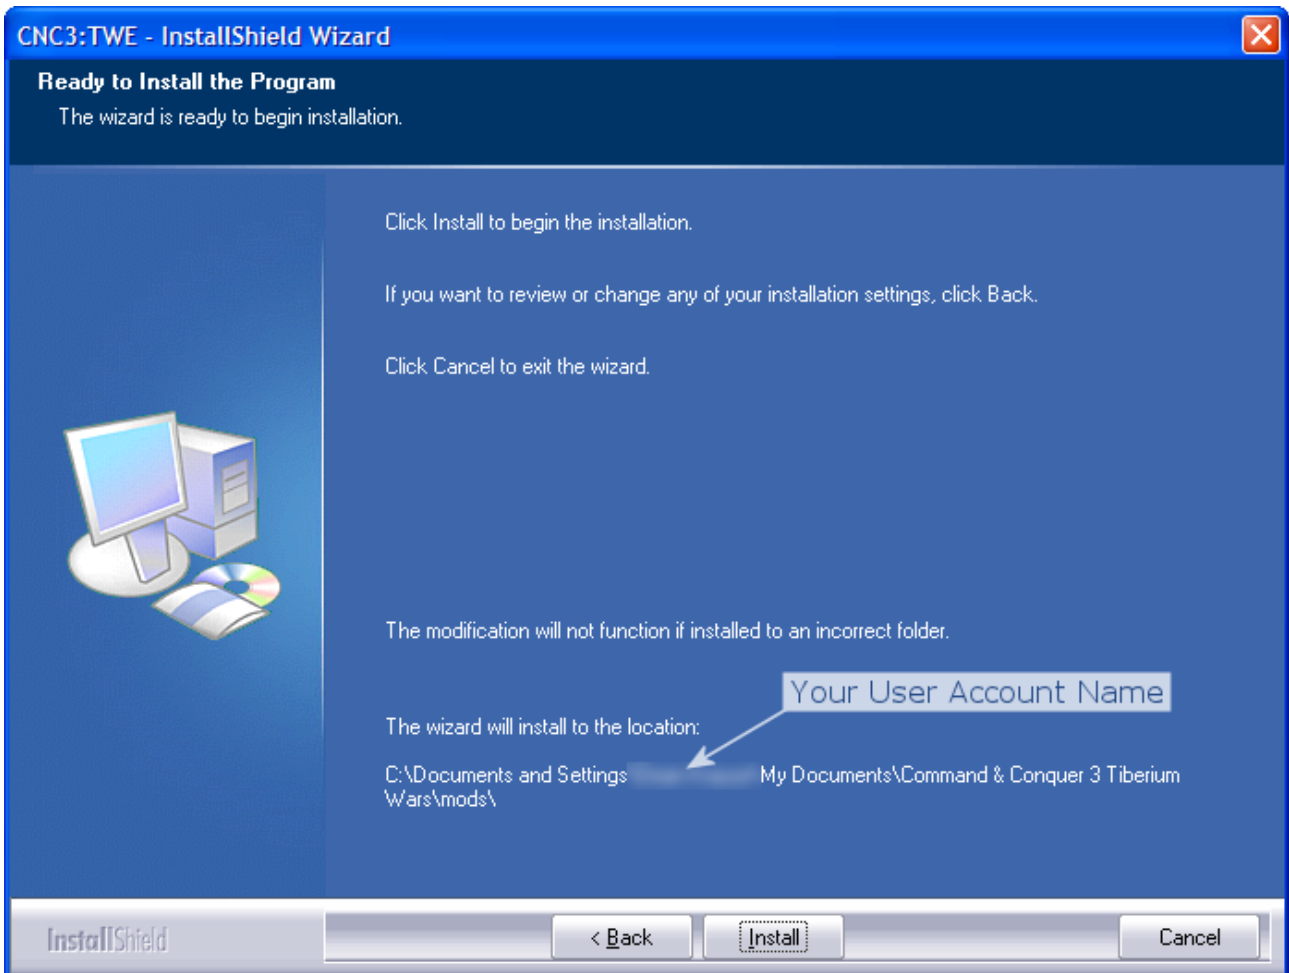 CNC3:TWE - InstallShield Wizard
Ready to Install the Program
The wizard is ready to begin installation.
Click Install to begin the installation.
If you want to review or change any of your installation settings, click Back.
Click Cancel to exit the wizard.
The modification will not function if installed to an incorrect folder.
Your User Account Name
The wizard will install to the location:
C:\Documents and Settings My Documents\Command & Conquer 3 Tiberium
Wars\mods\
InstallShield
< Back
Install
Cancel